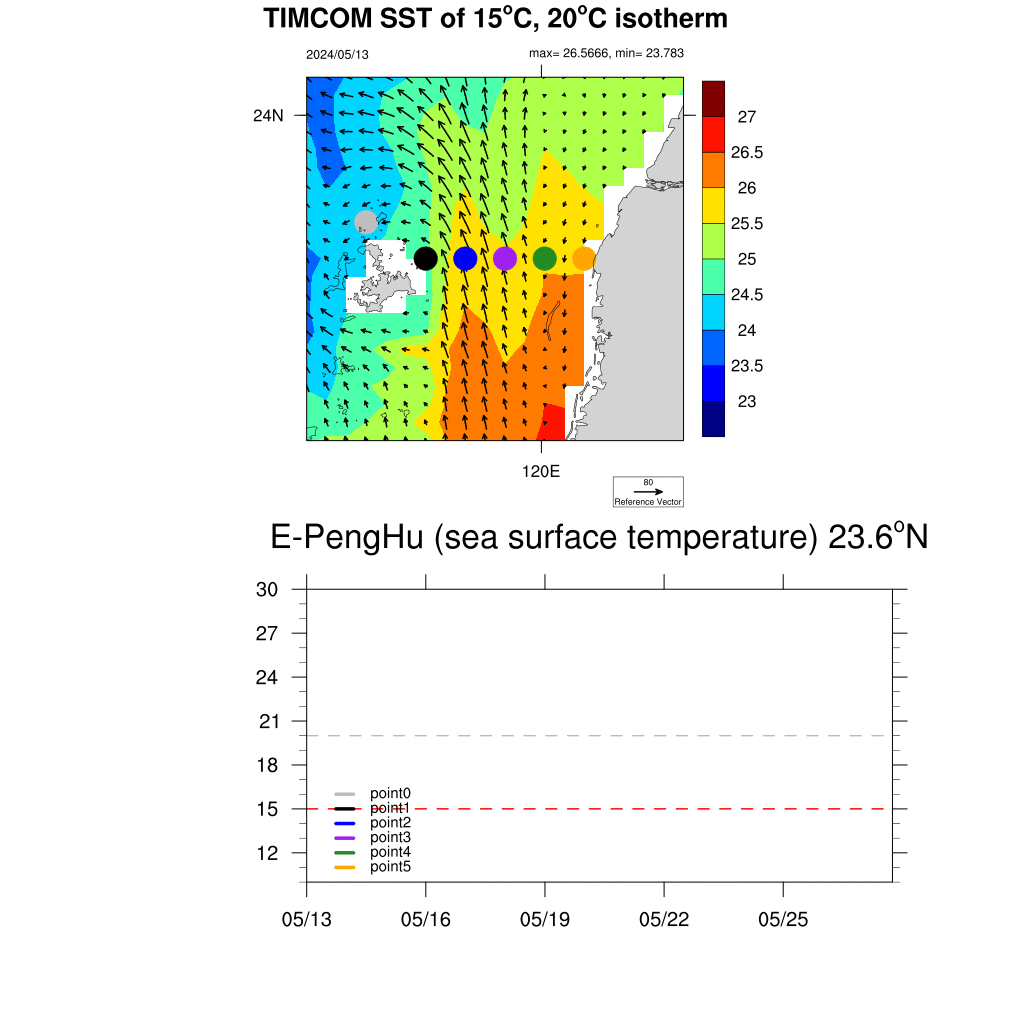 TIMCOM SST of 15°C, 20°C isotherm
2024/05/13
max= 26.5666, min= 23.783
24N
27
26.5
26
25.5
25
24.5
24
23.5
23
120E
80
Reference Vector
E-PengHu (sea surface temperature) 23.6°N
30
27
24
21
18
15
12
point0
point1
point2
point3
point4
point5
05/13
05/16
05/19
05/22
05/25